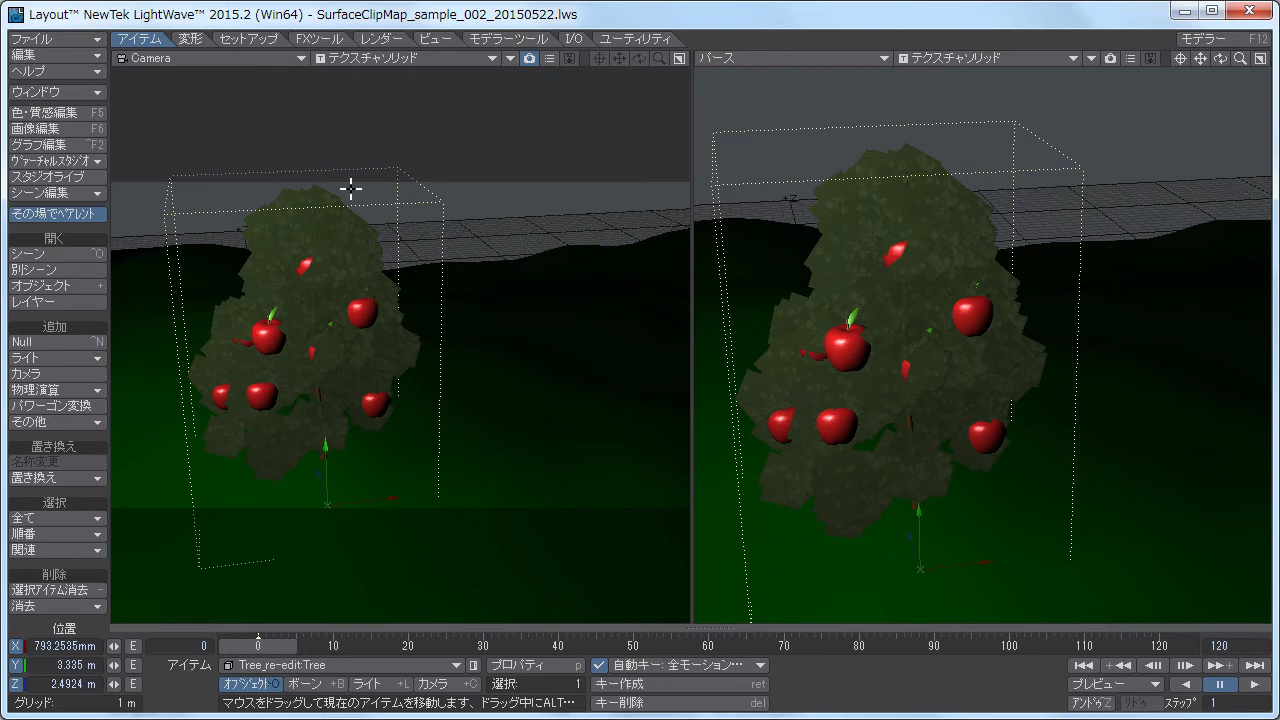 Layout™ NewTek LightWave™ 2015.2 (Win64) - SurfaceClipMap_sample_002_20150522.lws
ファイル アイテム 変形 セットアップ FXツール レンダー ビュー モデラーツール I/O ユーティリティ モデラー F12
編集
Camera テクスチャソリッド パース テクスチャソリッド
ヘルプ
ウィンドウ
色・質感編集 F5
画像編集 F6
グラフ編集 ^F2
ヴァーチャルスタジオ
スタジオライブ
シーン編集
その場でペアレント
開く
シーン ^O
別シーン
オブジェクト +
レイヤー
追加
Null ^N
ライト
カメラ
物理演算
パワーゴン変換
その他
置き換え
名称変更
置き換え
選択
全て
順番
関連
削除
選択アイテム消去 -
消去
位置
X 793.2535mm E 0 0 10 20 30 40 50 60 70 80 90 100 110 120 120
Y 3.335 m E アイテム Tree_re-edit:Tree プロパティ p 自動キー: 全モーション…
Z 2.4924 m E オブジェクトO ボーン +B ライト +L カメラ +C 選択: 1 キー作成 ret プレビュー
グリッド: 1 m マウスをドラッグして現在のアイテムを移動. ドラッグ中にALT… キー削除 del アンドゥ^Z リドゥ ステップ 1
+Z